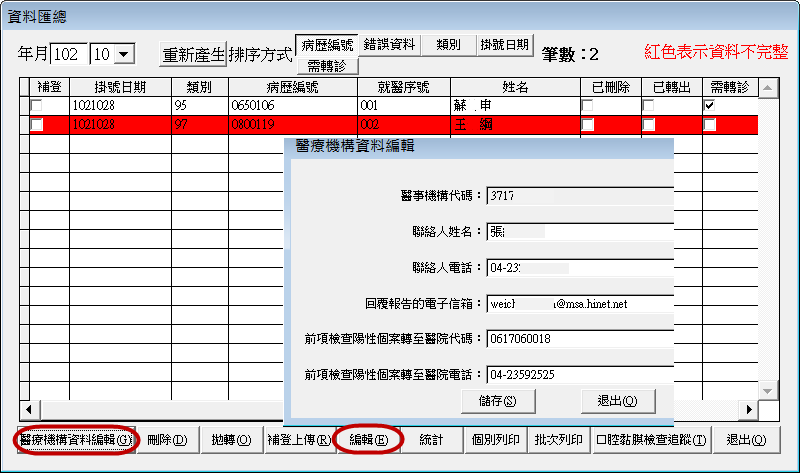 資料匯總
年月 102 10 重新產生 排序方式 病歷編號 錯誤資料 類別 掛號日期 筆數：2 紅色表示資料不完整
需轉診
補登 掛號日期 類別 病歷編號 就醫序號 姓名 已刪除 已轉出 需轉診
1021028 95 0650106 001 蘇 申
1021028 97 0800119 002 王 綱
醫療機構資料編輯
醫事機構代碼： 3717
聯絡人姓名： 張
聯絡人電話： 04-23
回覆報告的電子信箱： weich @msa.hinet.net
前項檢查陽性個案轉至醫院代碼： 0617060018
前項檢查陽性個案轉至醫院電話： 04-23592525
儲存(S) 退出(Q)
醫療機構資料編輯(G) 刪除(D) 拋轉(O) 補登上傳(R) 編輯(E) 統計 個別列印 批次列印 口腔黏膜檢查追蹤(T) 退出(Q)